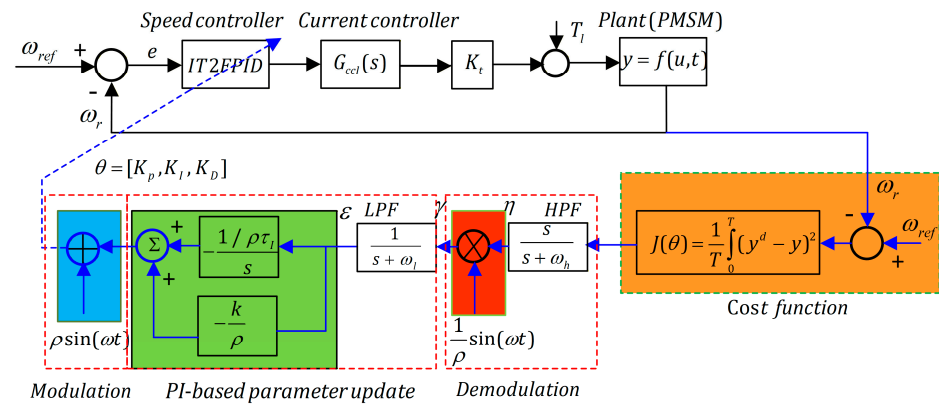 Speed controller
Current controller
Plant (PMSM)
ω_ref
+
-
e
IT2FPID
G_ccl(s)
K_t
T_l
y = f(u,t)
ω_r
θ = [K_p, K_I, K_D]
+
Σ
+
-(1/ρτ_I)/s
-k/ρ
ε
LPF
1/(s + ω_l)
γ
η
HPF
s/(s + ω_h)
J(θ) = 1/T ∫_0^T (y^d − y)^2
ω_r
-
ω_ref
+
Cost function
ρ sin(ωt)
1/ρ sin(ωt)
Modulation
PI-based parameter update
Demodulation